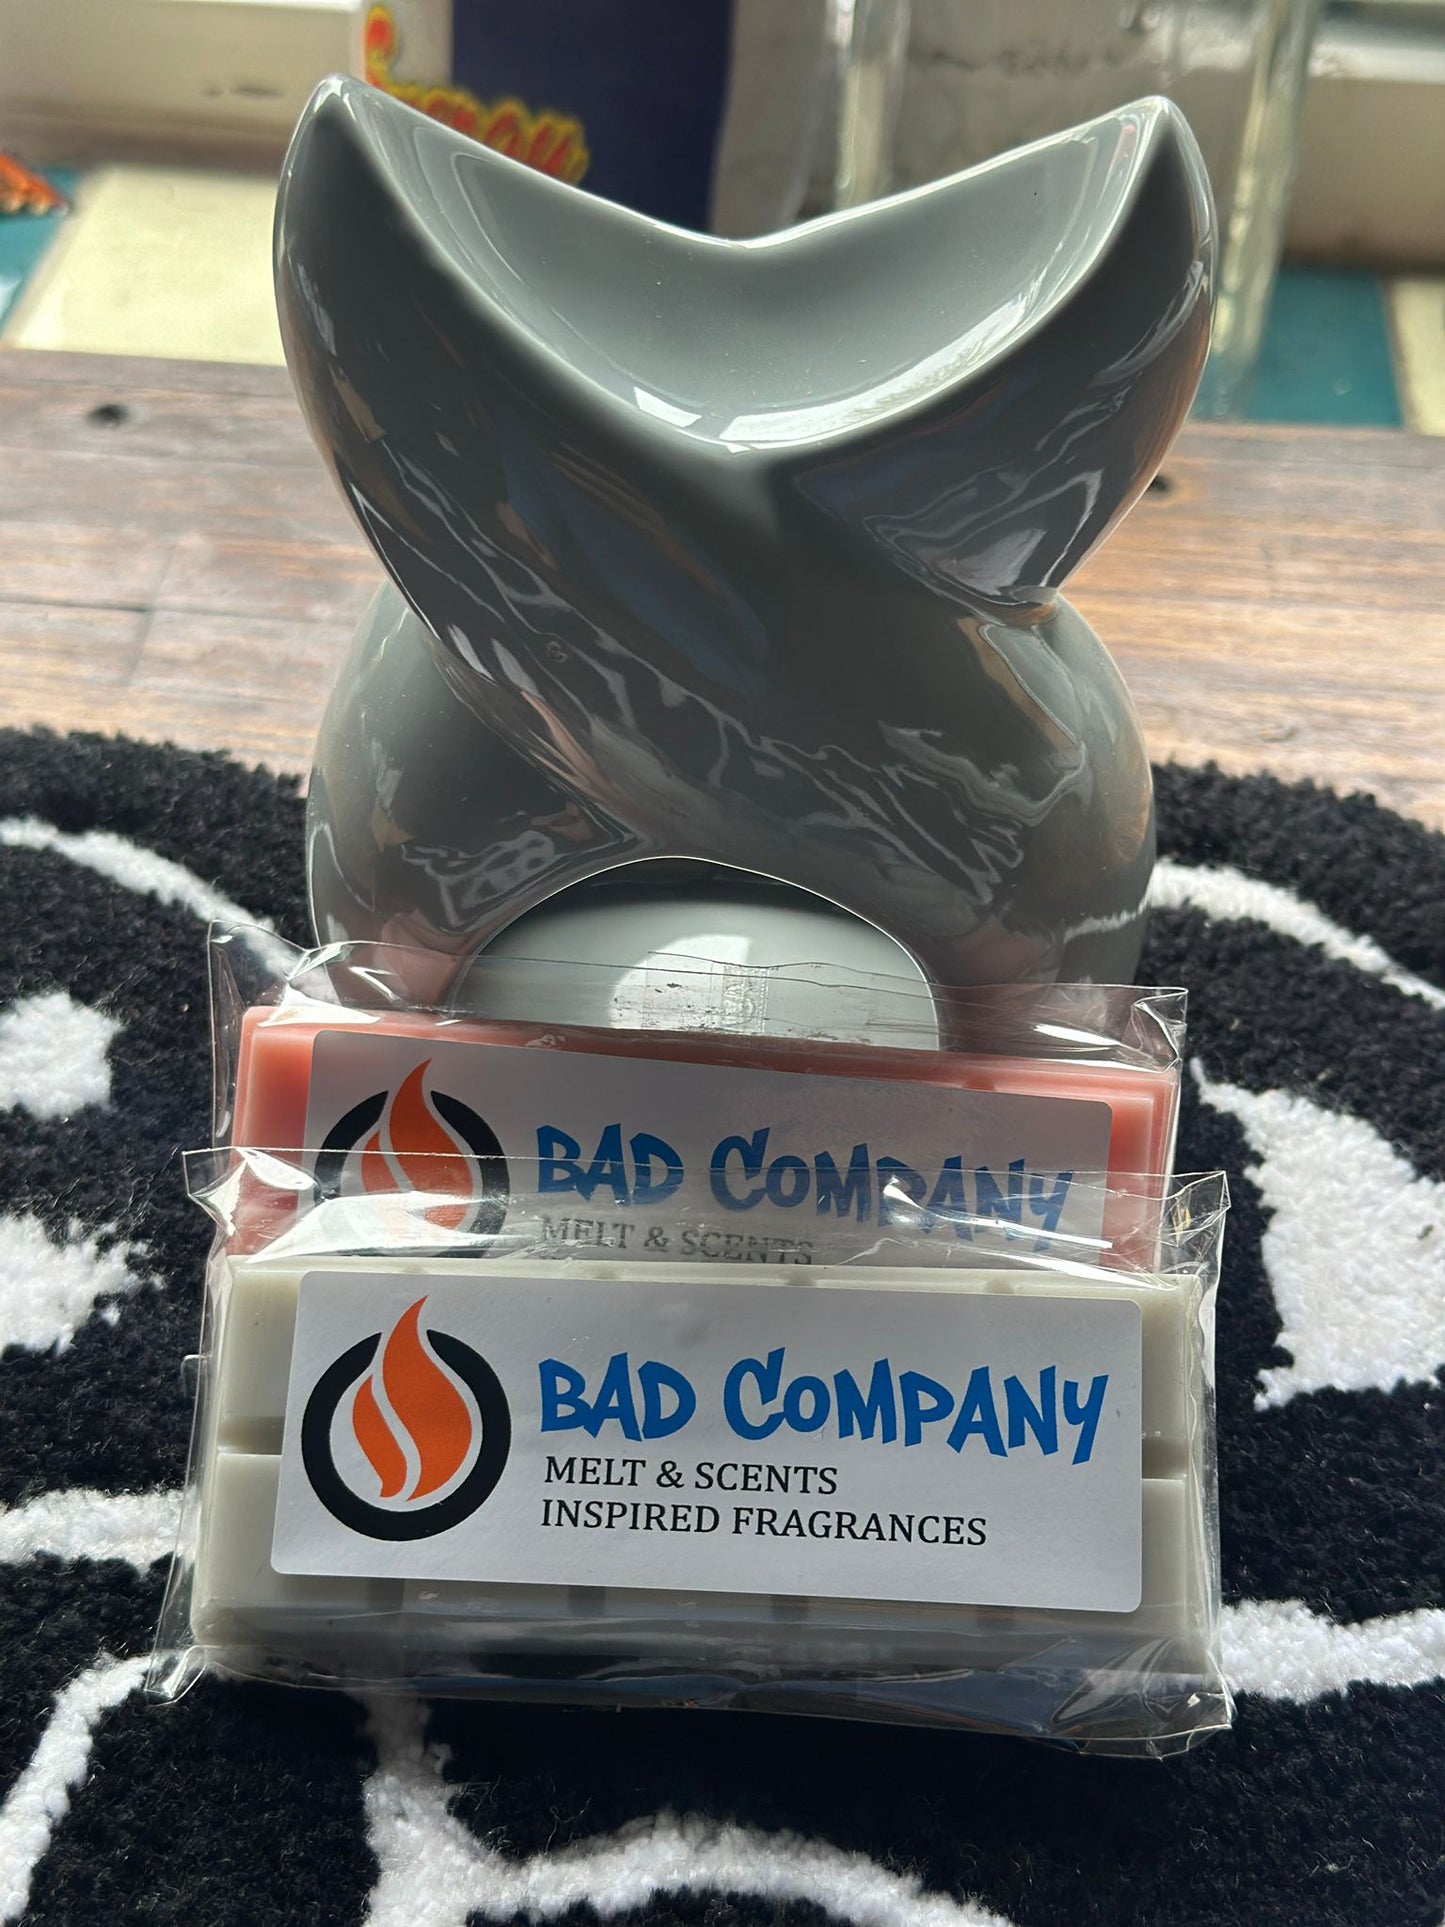 BAD COMPANY
MELT & SCENTS
BAD COMPANY
MELT & SCENTS
INSPIRED FRAGRANCES